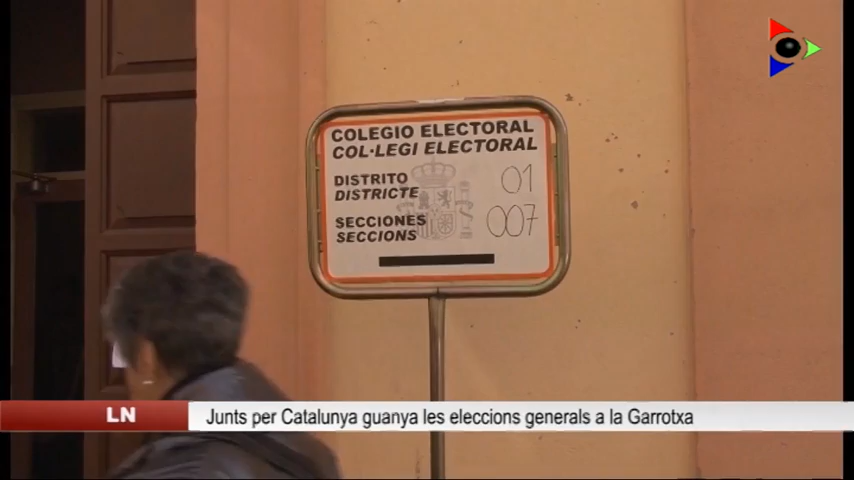 COLEGIO ELECTORAL
COL·LEGI ELECTORAL
DISTRITO
DISTRICTE
01
SECCIONES
SECCIONS
007
LN
Junts per Catalunya guanya les eleccions generals a la Garrotxa